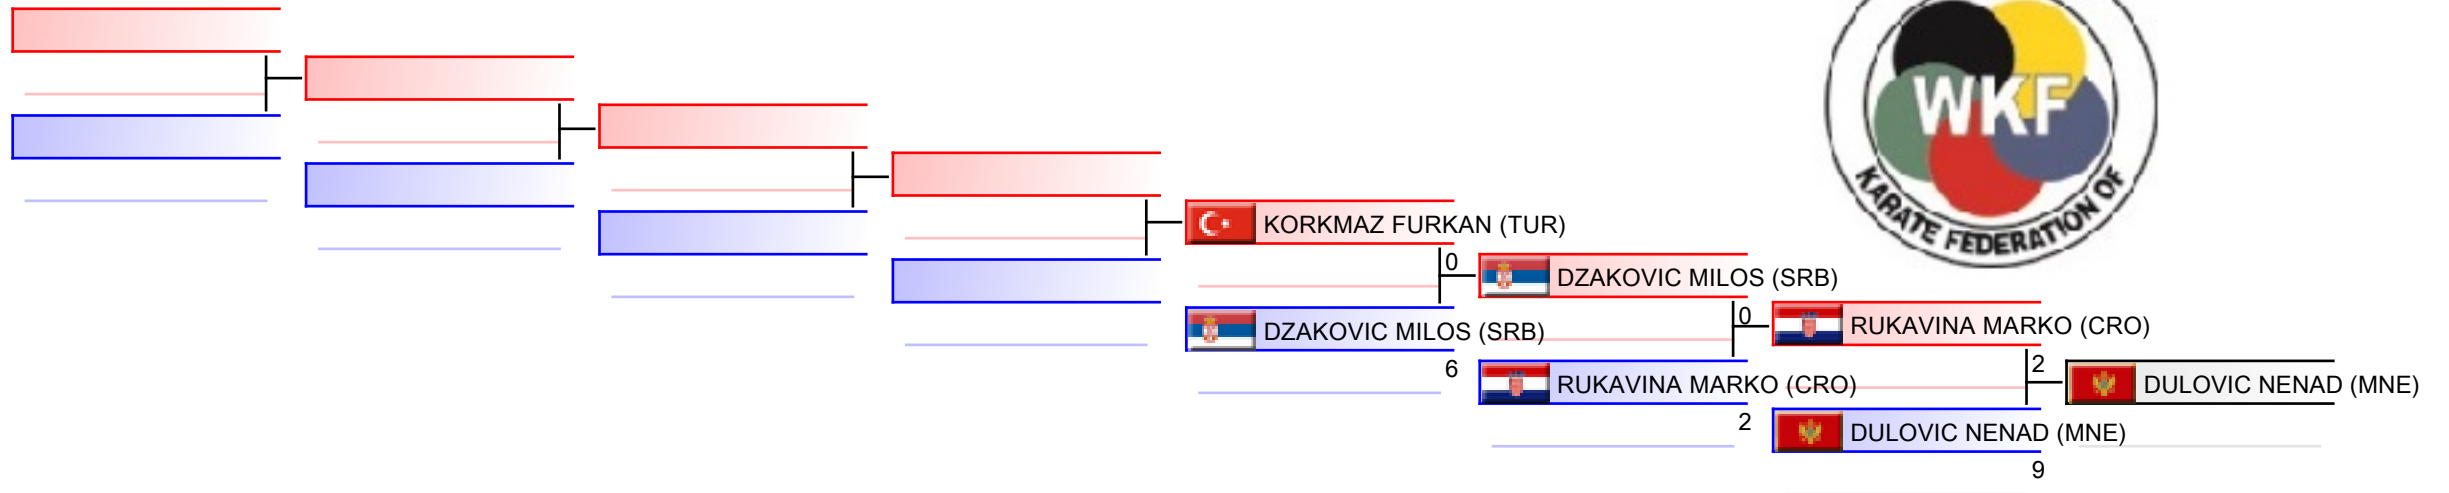 WKF
KARATE FEDERATION OF
KORKMAZ FURKAN (TUR)
0
DZAKOVIC MILOS (SRB)
6
DZAKOVIC MILOS (SRB)
0
RUKAVINA MARKO (CRO)
2
RUKAVINA MARKO (CRO)
2
DULOVIC NENAD (MNE)
9
DULOVIC NENAD (MNE)